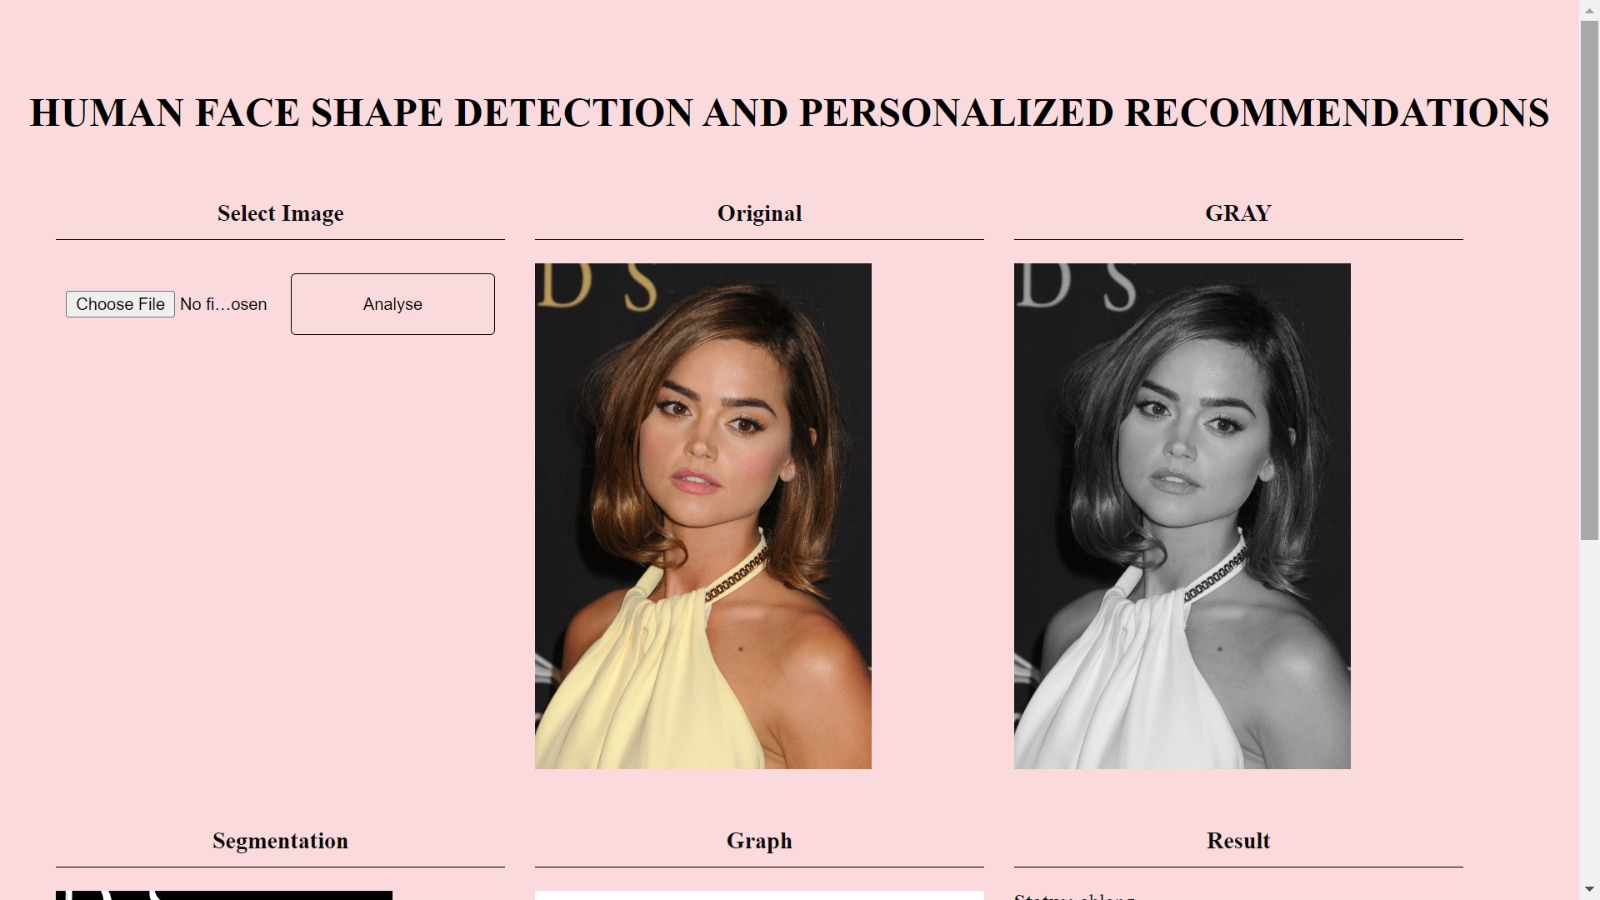 HUMAN FACE SHAPE DETECTION AND PERSONALIZED RECOMMENDATIONS
Select Image
Original
GRAY
Choose File No fi...osen
Analyse
D S
D S
Segmentation
Graph
Result